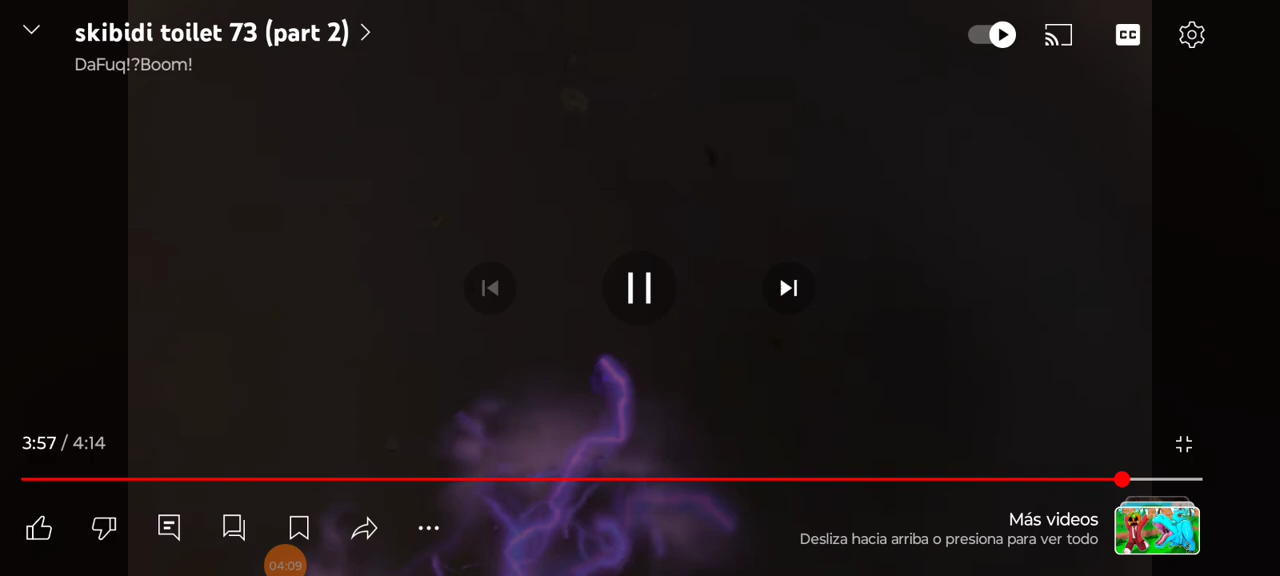 skibidi toilet 73 (part 2)
DaFuq!?Boom!
CC
3:57 / 4:14
Más videos
Desliza hacia arriba o presiona para ver todo
04:09